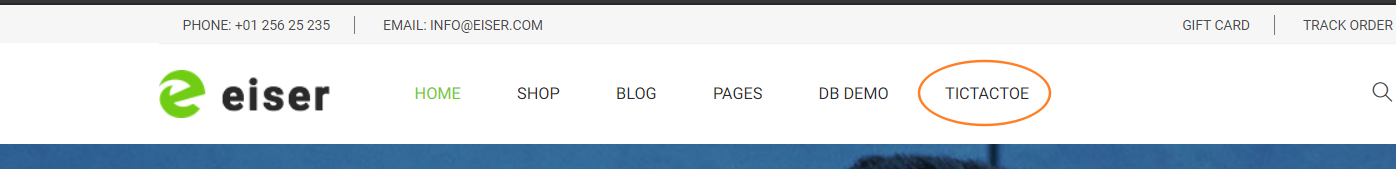 PHONE: +01 256 25 235 EMAIL: INFO@EISER.COM GIFT CARD TRACK ORDER
eiser HOME SHOP BLOG PAGES DB DEMO TICTACTOE